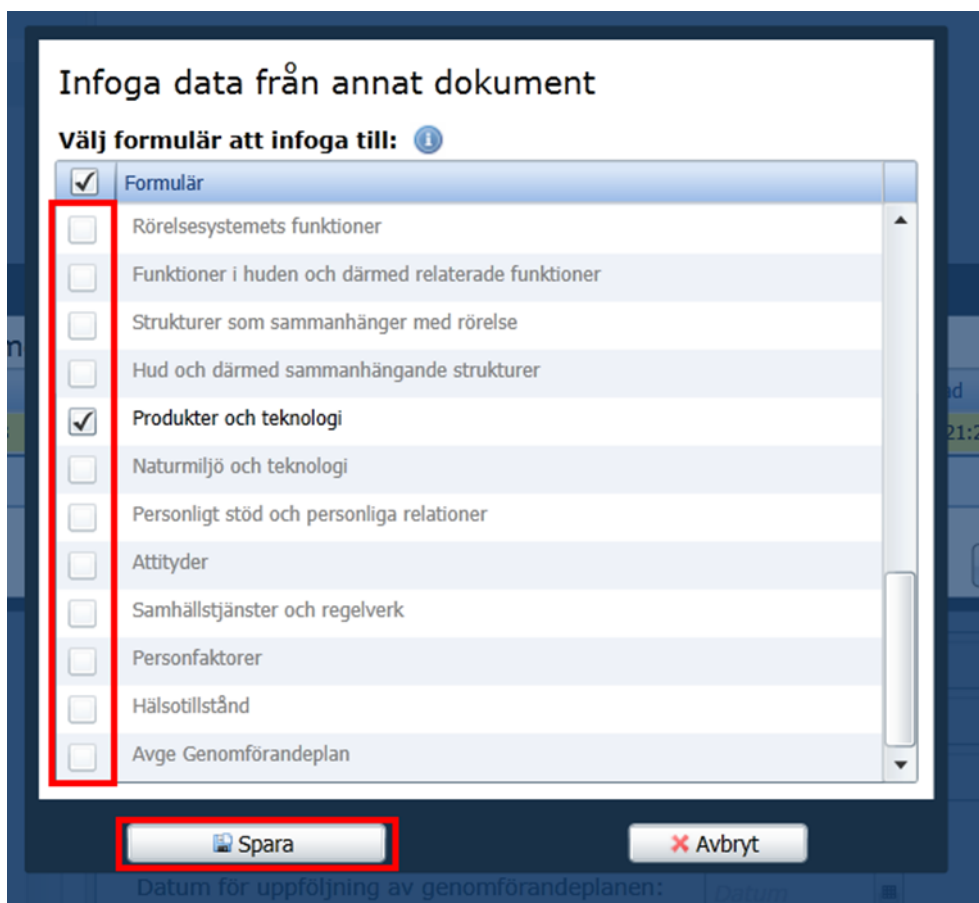 Infoga data från annat dokument
Välj formulär att infoga till:
Formulär
Rörelsesystemets funktioner
Funktioner i huden och därmed relaterade funktioner
Strukturer som sammanhänger med rörelse
Hud och därmed sammanhängande strukturer
Produkter och teknologi
Naturmiljö och teknologi
Personligt stöd och personliga relationer
Attityder
Samhällstjänster och regelverk
Personfaktorer
Hälsotillstånd
Avge Genomförandeplan
Spara Avbryt
Datum för uppföljning av genomförandeplanen: Datum